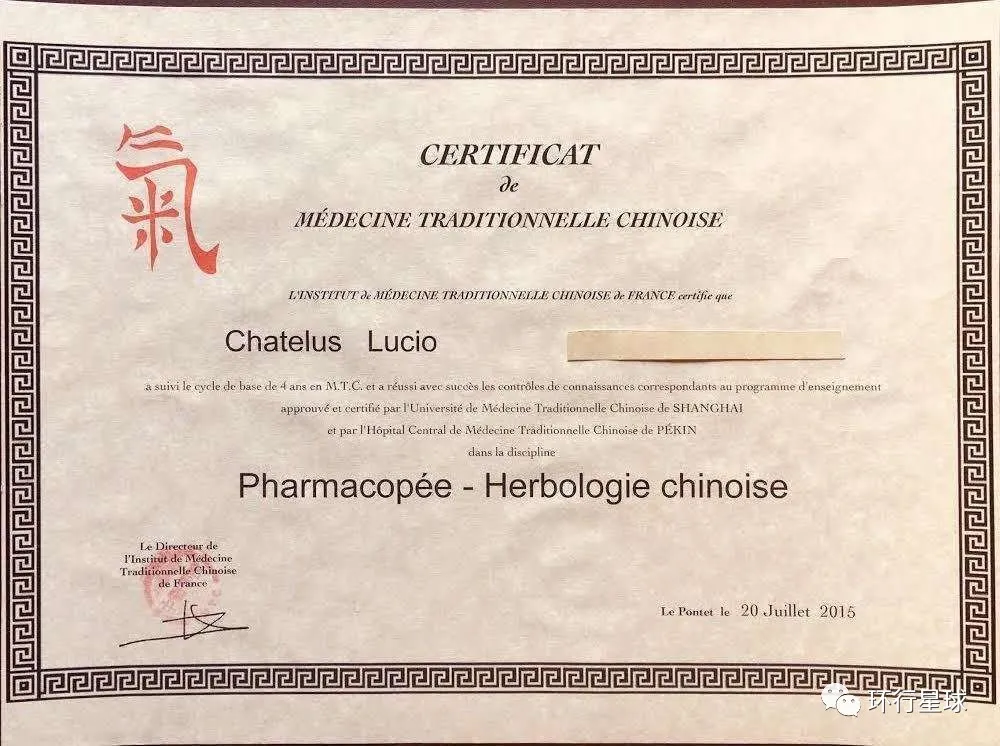 氣
CERTIFICAT
de
MÉDECINE TRADITIONNELLE CHINOISE
L'INSTITUT de MÉDECINE TRADITIONNELLE CHINOISE de FRANCE certifie que
Chatelus Lucio
a suivi le cycle de base de 4 ans en M.T.C. et a réussi avec succès les contrôles de connaissances correspondants au programme d'enseignement
approuvé et certifié par l'Université de Médecine Traditionnelle Chinoise de SHANGHAI
et par l'Hôpital Central de Médecine Traditionnelle Chinoise de PÉKIN
dans la discipline
Pharmacopée - Herbologie chinoise
Le Directeur de
l'Institut de Médecine
Traditionnelle Chinoise
de France
Le Pontet le 20 Juillet 2015
环行星球